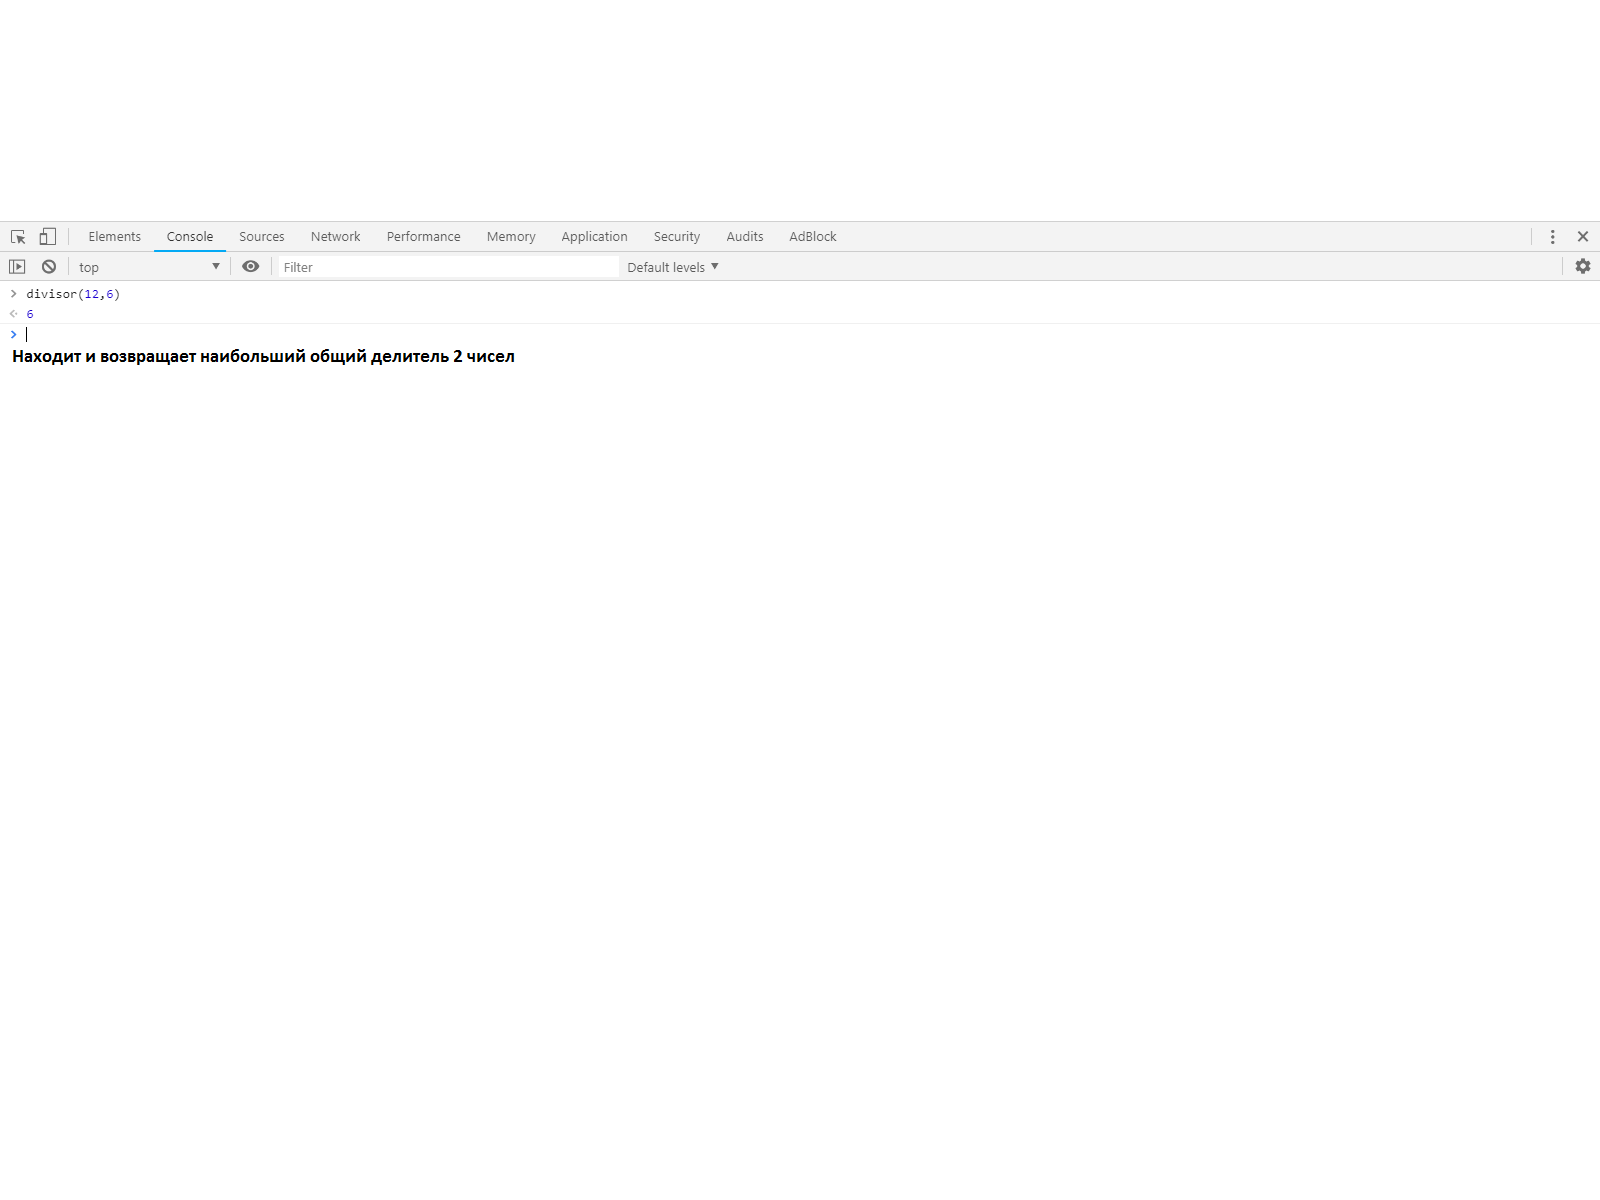 Elements Console Sources Network Performance Memory Application Security Audits AdBlock
top Filter Default levels
divisor(12,6)
6
Находит и возвращает наибольший общий делитель 2 чисел